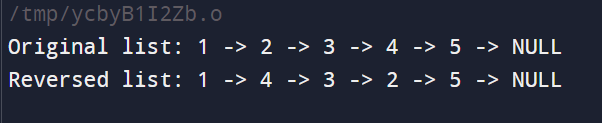 /tmp/ycbyB1I2Zb.o
Original list: 1 -> 2 -> 3 -> 4 -> 5 -> NULL
Reversed list: 1 -> 4 -> 3 -> 2 -> 5 -> NULL